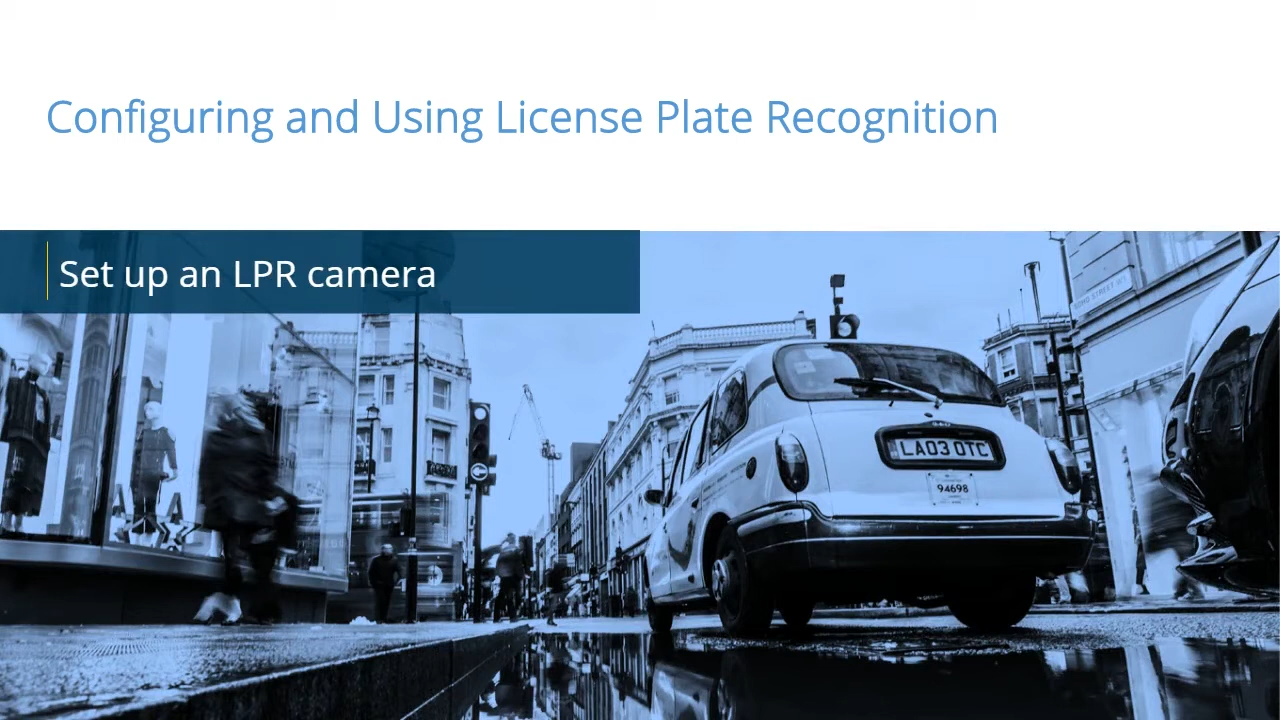 Configuring and Using License Plate Recognition
Set up an LPR camera
LA03 OTC
94698